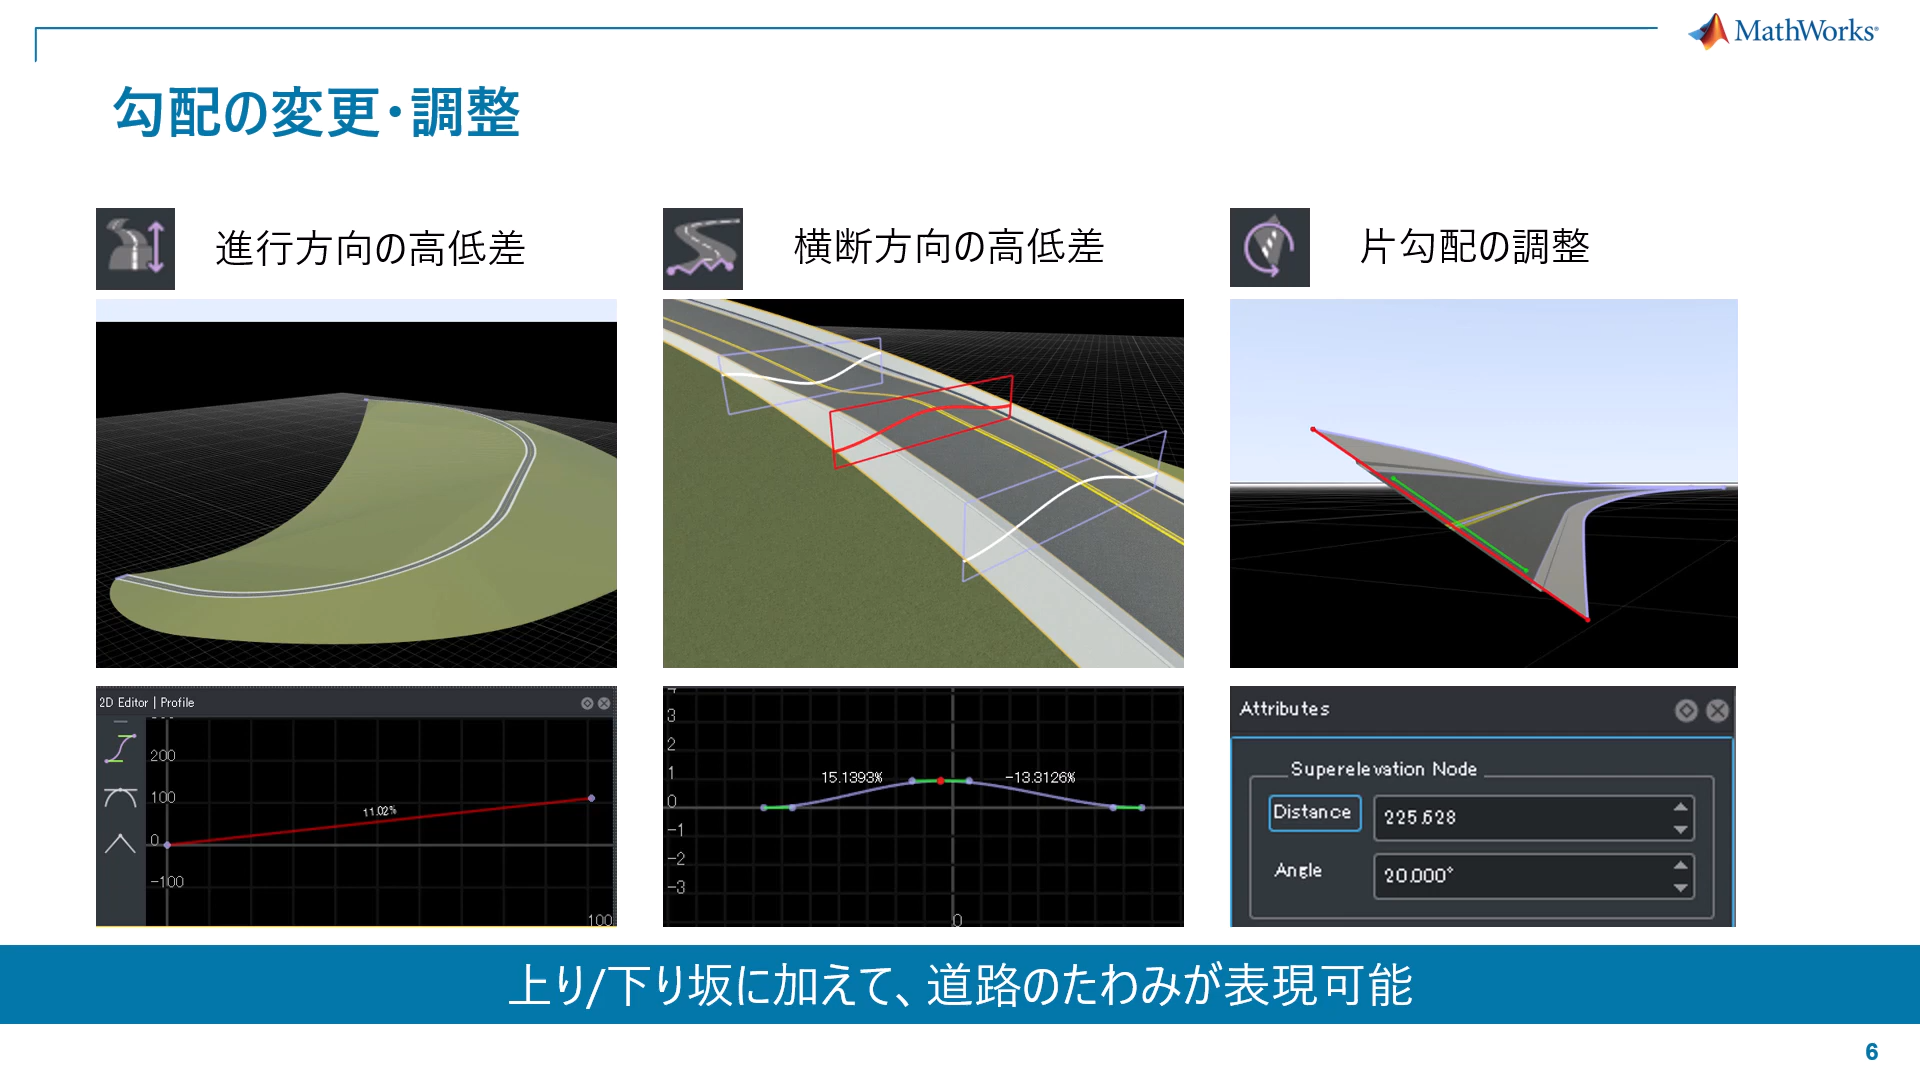 MathWorks®
勾配の変更・調整
進行方向の高低差
横断方向の高低差
片勾配の調整
2D Editor | Profile
200
100
0
-100
11.02%
100
3
2
1
0
-1
-2
-3
15.1393%
-13.3126%
0
Attributes
Superelevation Node
Distance
225.628
Angle
20.000°
上り/下り坂に加えて、道路のたわみが表現可能
6